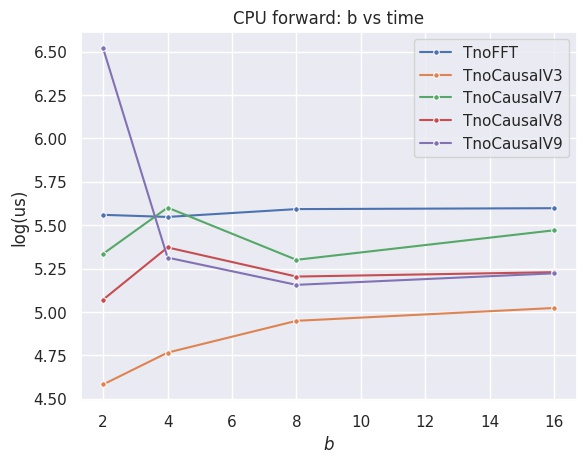 CPU forward: b vs time
TnoFFT
TnoCausalV3
TnoCausalV7
TnoCausalV8
TnoCausalV9
log(us)
6.50
6.25
6.00
5.75
5.50
5.25
5.00
4.75
4.50
2 4 6 8 10 12 14 16
b